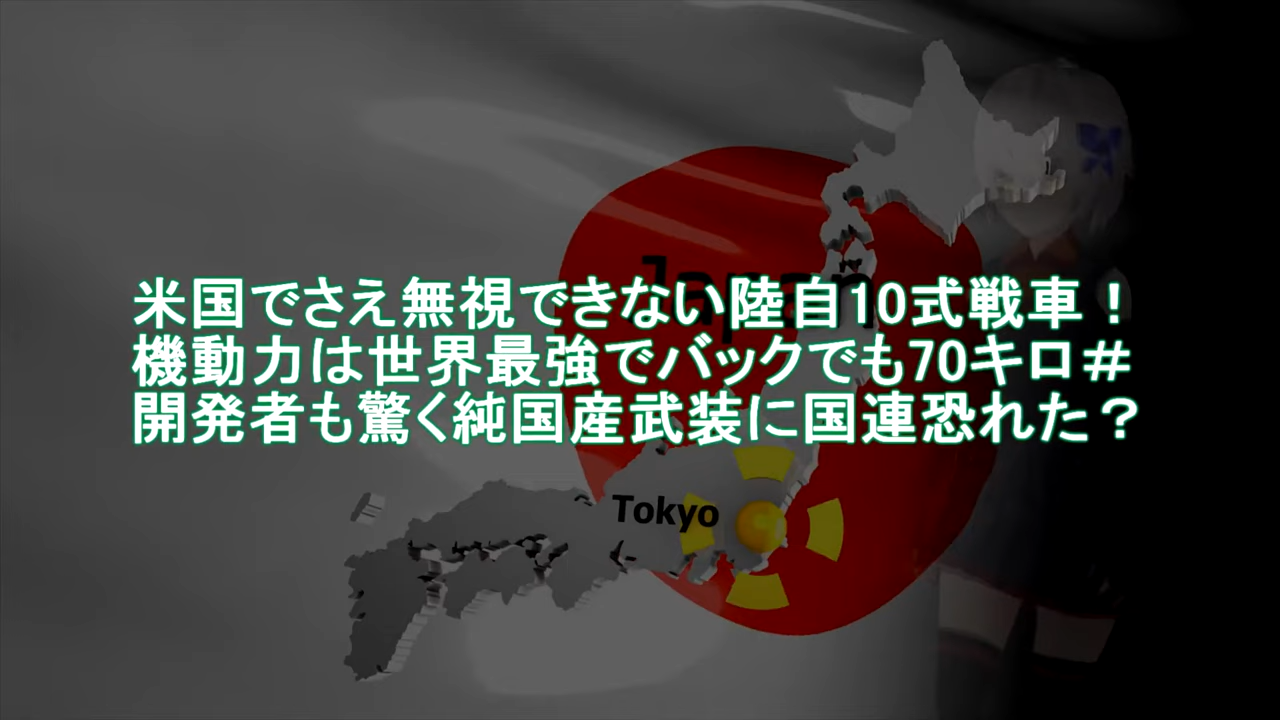 米国でさえ無視できない陸自10式戦車！
機動力は世界最強でバックでも70キロ＃
開発者も驚く純国産武装に国連恐れた？
Japan
Tokyo